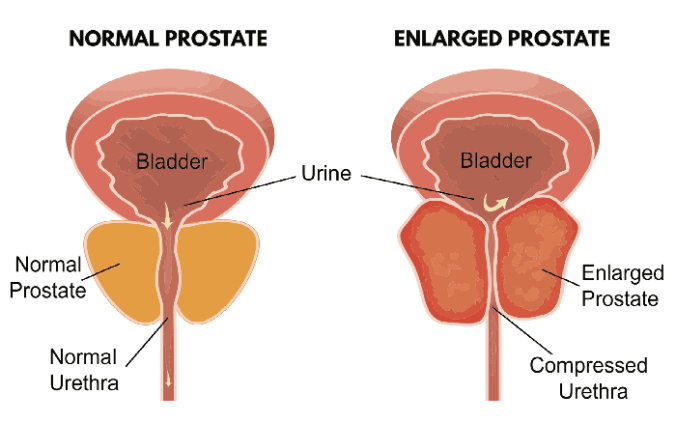 NORMAL PROSTATE
ENLARGED PROSTATE
Bladder
Urine
Bladder
Normal
Prostate
Enlarged
Prostate
Normal
Urethra
Compressed
Urethra